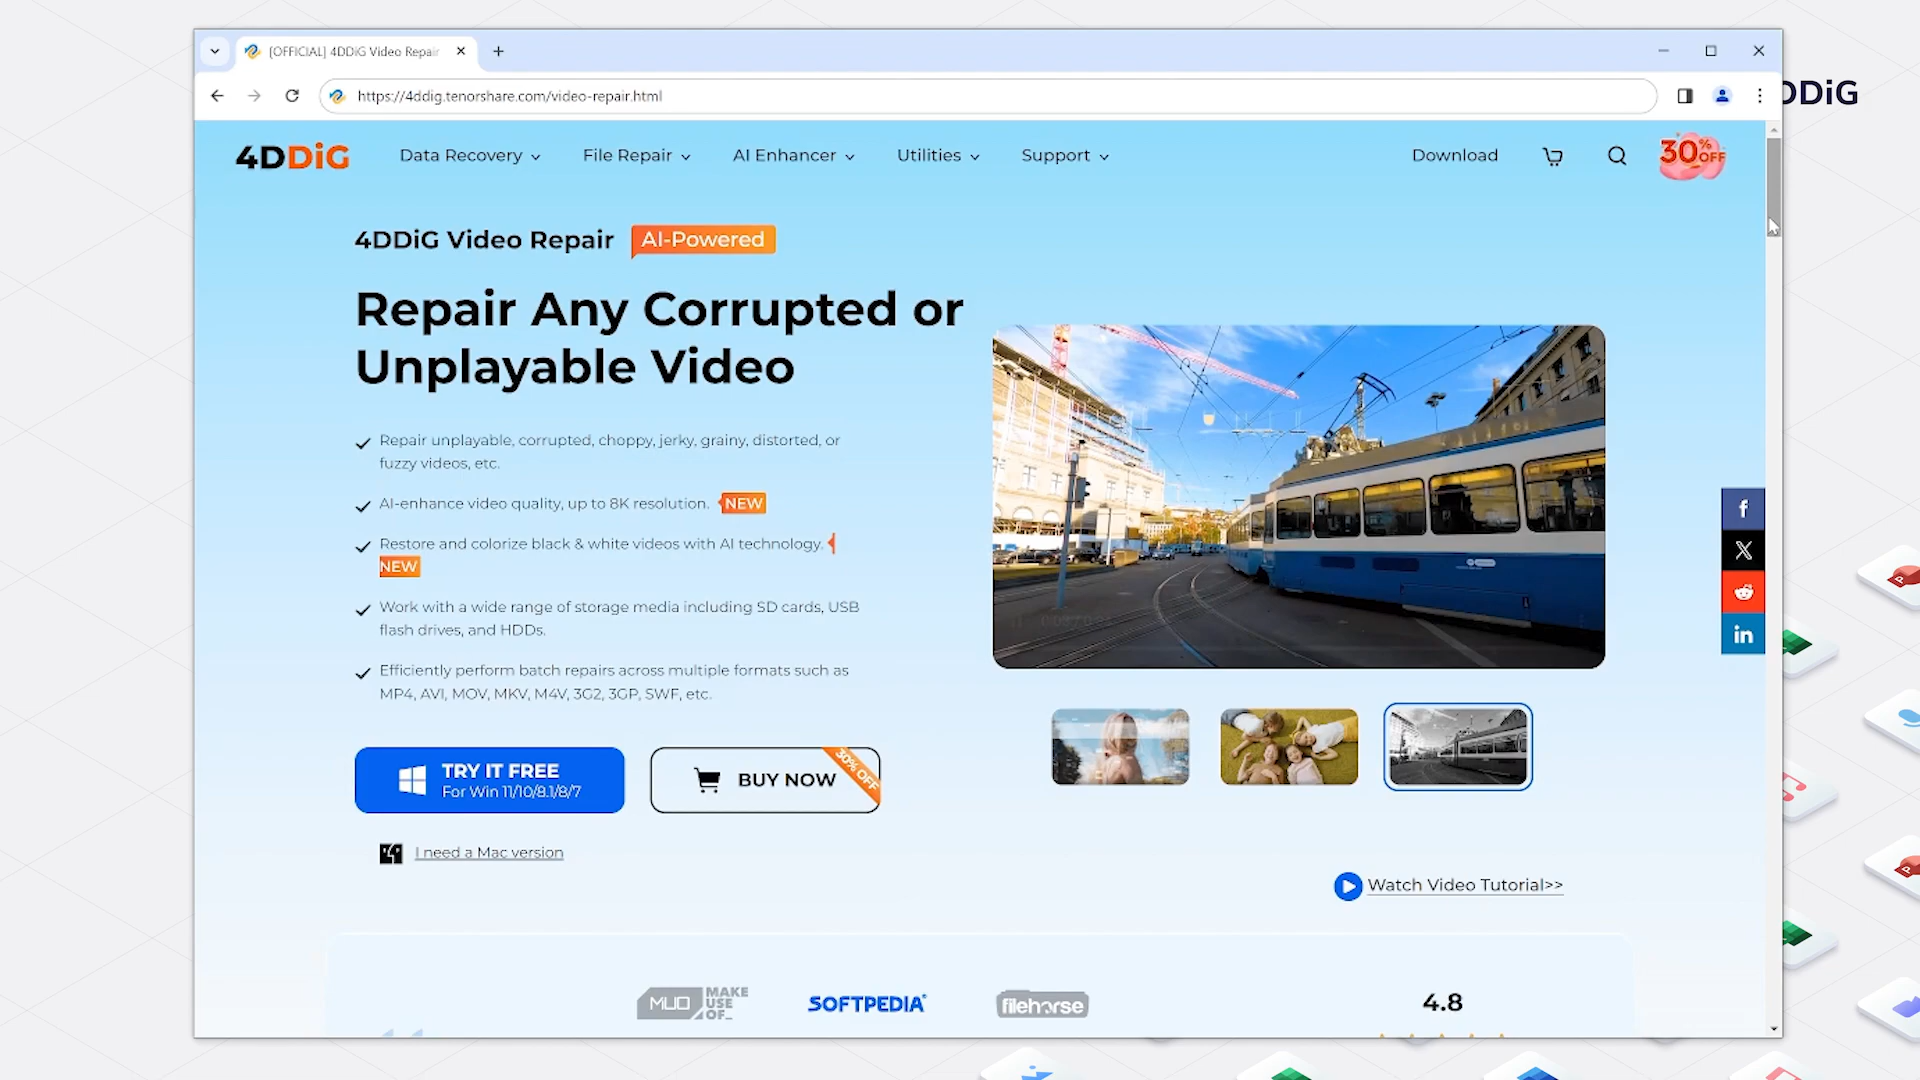 [OFFICIAL] 4DDiG Video Repair
https://4ddig.tenorshare.com/video-repair.html
DDiG
4DDiG
Data Recovery
File Repair
AI Enhancer
Utilities
Support
Download
30% OFF
4DDiG Video Repair
AI-Powered
Repair Any Corrupted or
Unplayable Video
Repair unplayable, corrupted, choppy, jerky, grainy, distorted, or
fuzzy videos, etc.
AI-enhance video quality, up to 8K resolution. NEW
Restore and colorize black & white videos with AI technology.
NEW
Work with a wide range of storage media including SD cards, USB
flash drives, and HDDs.
Efficiently perform batch repairs across multiple formats such as
MP4, AVI, MOV, MKV, M4V, 3G2, 3GP, SWF, etc.
TRY IT FREE
For Win 11/10/8.1/8/7
BUY NOW
30% OFF
I need a Mac version
Watch Video Tutorial>>
MUO
MAKE
USE
OF_
SOFTPEDIA
filehorse
4.8